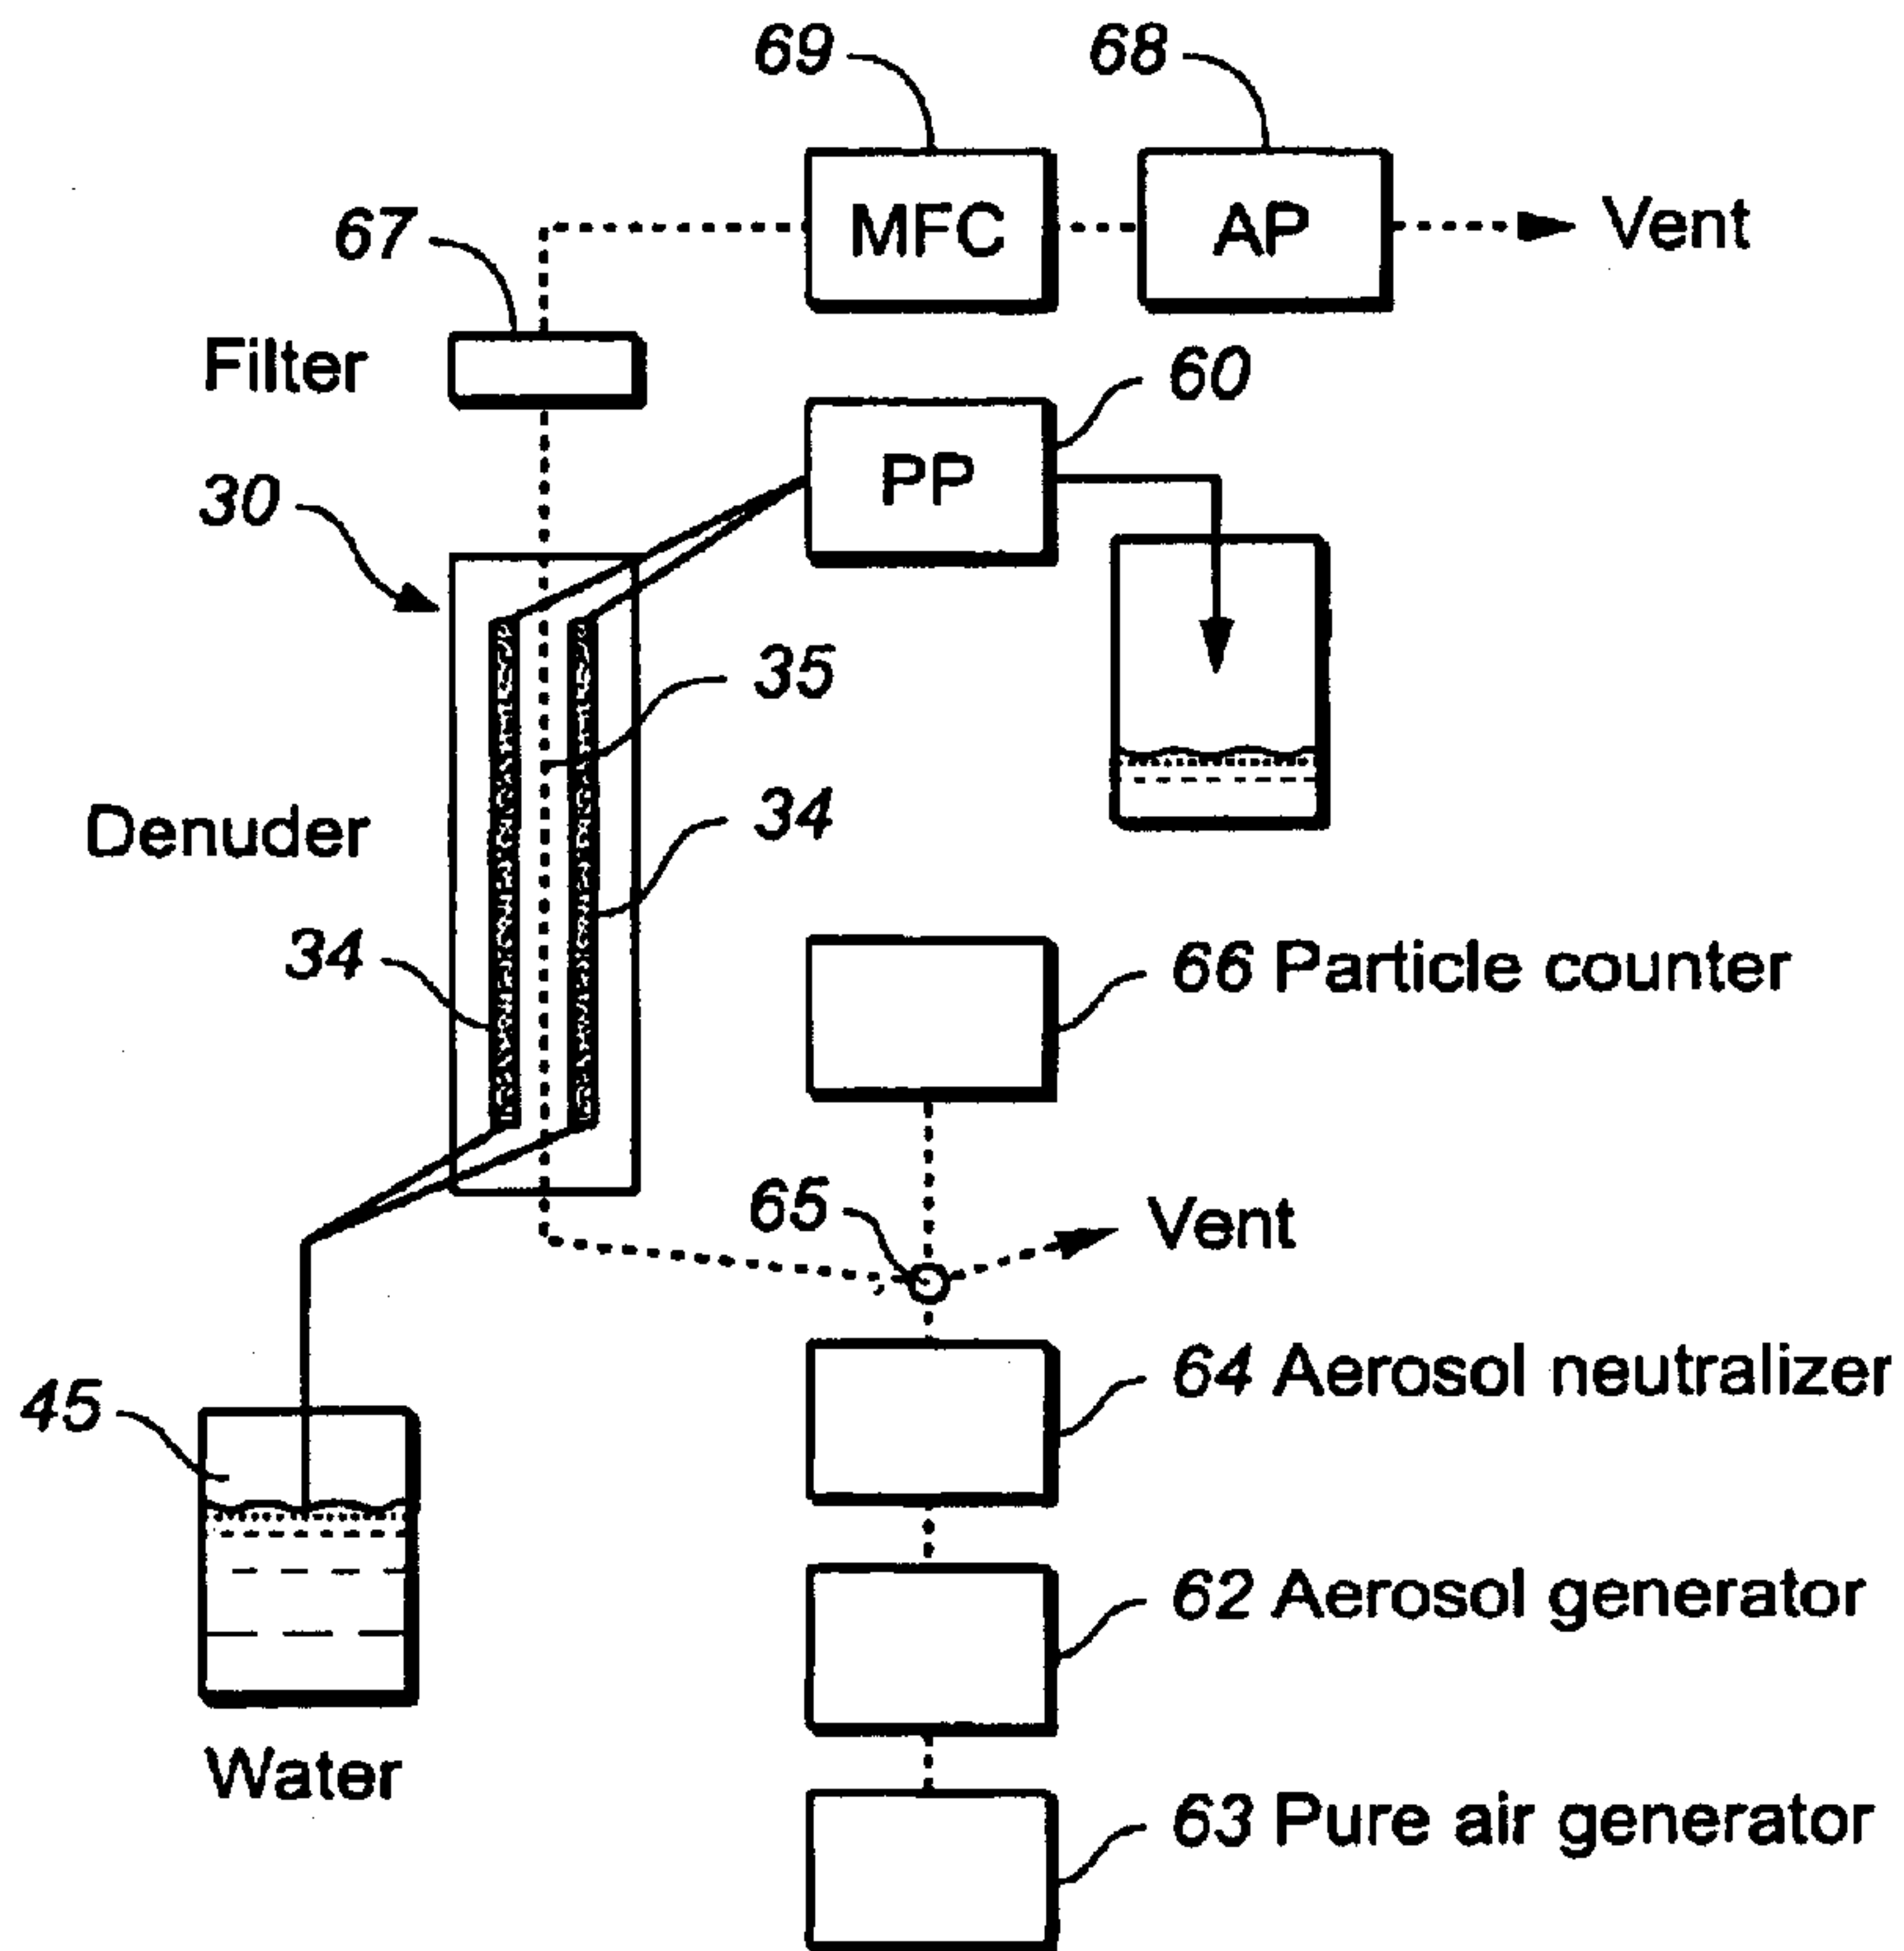 69
68
MFC
AP
Vent
67
Filter
60
PP
30
35
34
Denuder
34
66 Particle counter
65
Vent
64 Aerosol neutralizer
45
62 Aerosol generator
Water
63 Pure air generator